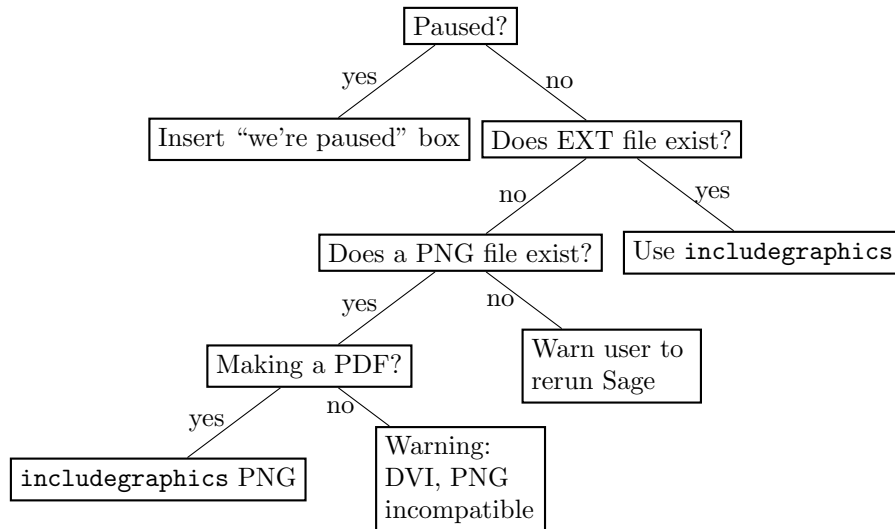 Paused?
yes
no
Insert “we're paused” box
Does EXT file exist?
no
yes
Does a PNG file exist?
Use includegraphics
yes
no
Making a PDF?
Warn user to
rerun Sage
yes
no
includegraphics PNG
Warning:
DVI, PNG
incompatible